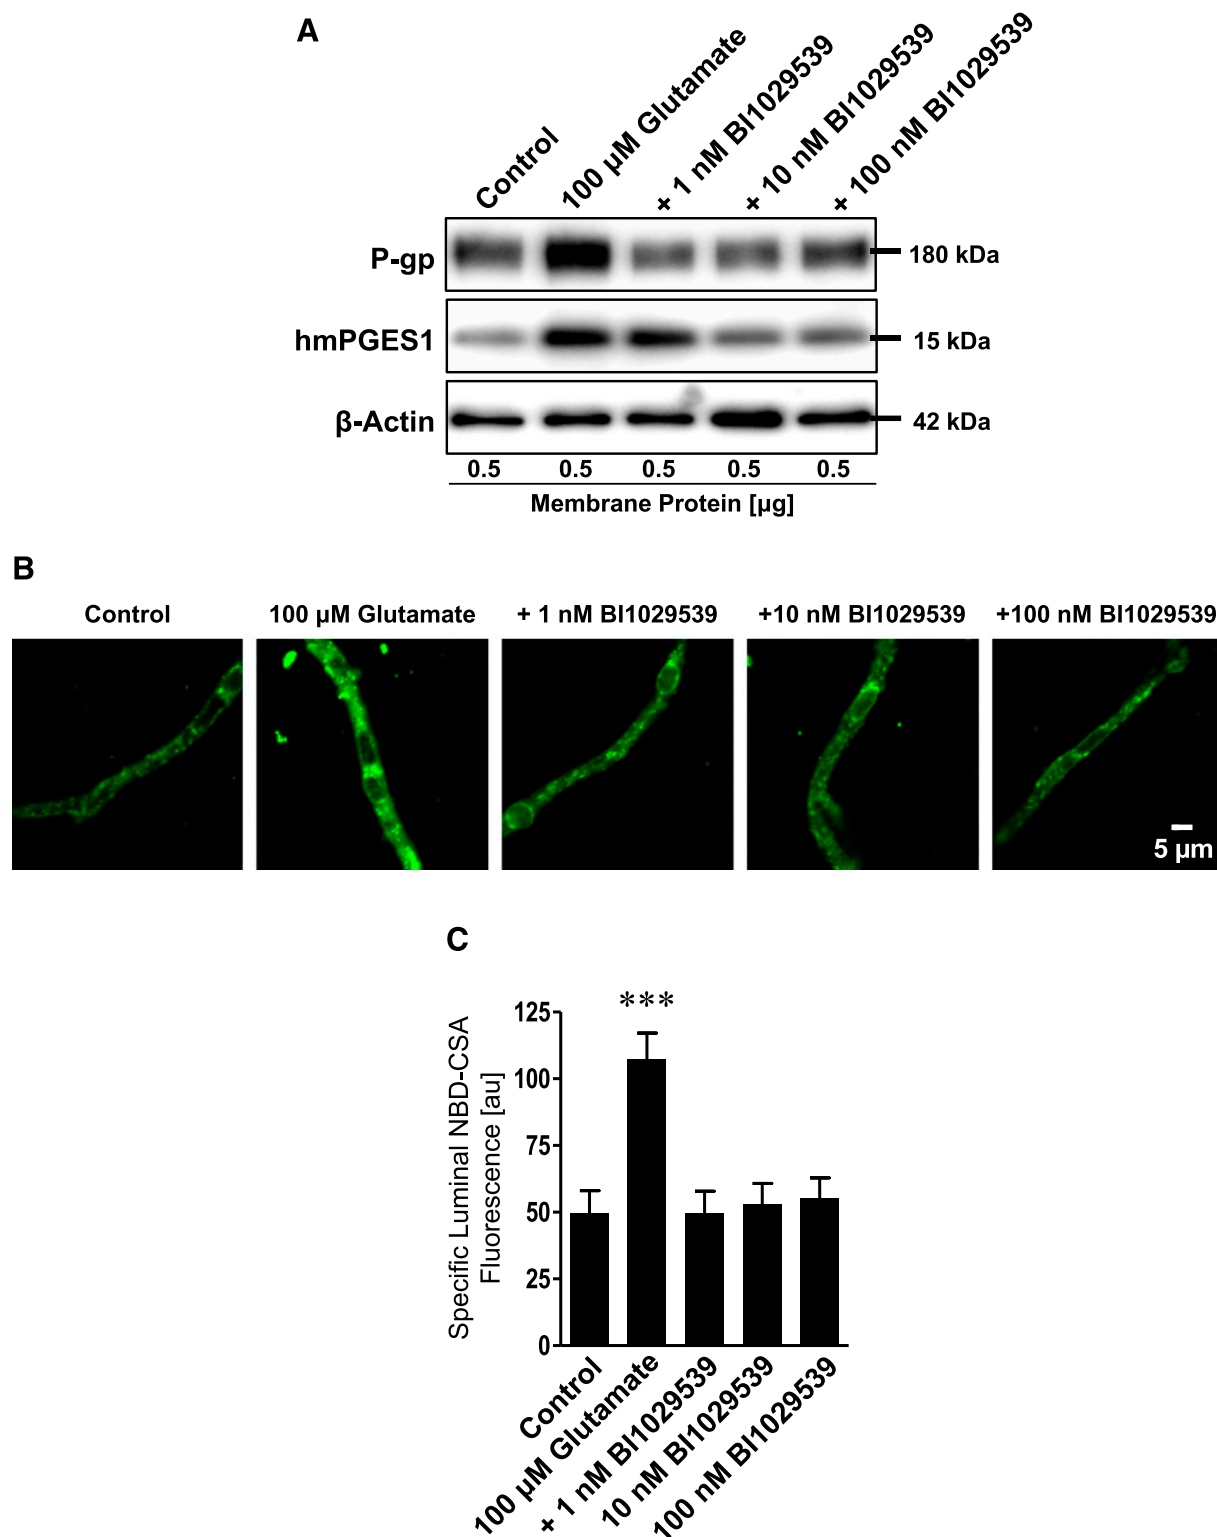 A
Control
100 µM Glutamate
+ 1 nM BI1029539
+ 10 nM BI1029539
+ 100 nM BI1029539
P-gp
180 kDa
hmPGES1
15 kDa
β-Actin
42 kDa
0.5 0.5 0.5 0.5 0.5
Membrane Protein [µg]
B
Control
100 µM Glutamate
+ 1 nM BI1029539
+10 nM BI1029539
+100 nM BI1029539
5 µm
C
***
Specific Luminal NBD-CSA
Fluorescence [au]
125
100
75
50
25
0
Control
100 µM Glutamate
+ 1 nM BI1029539
10 nM BI1029539
100 nM BI1029539